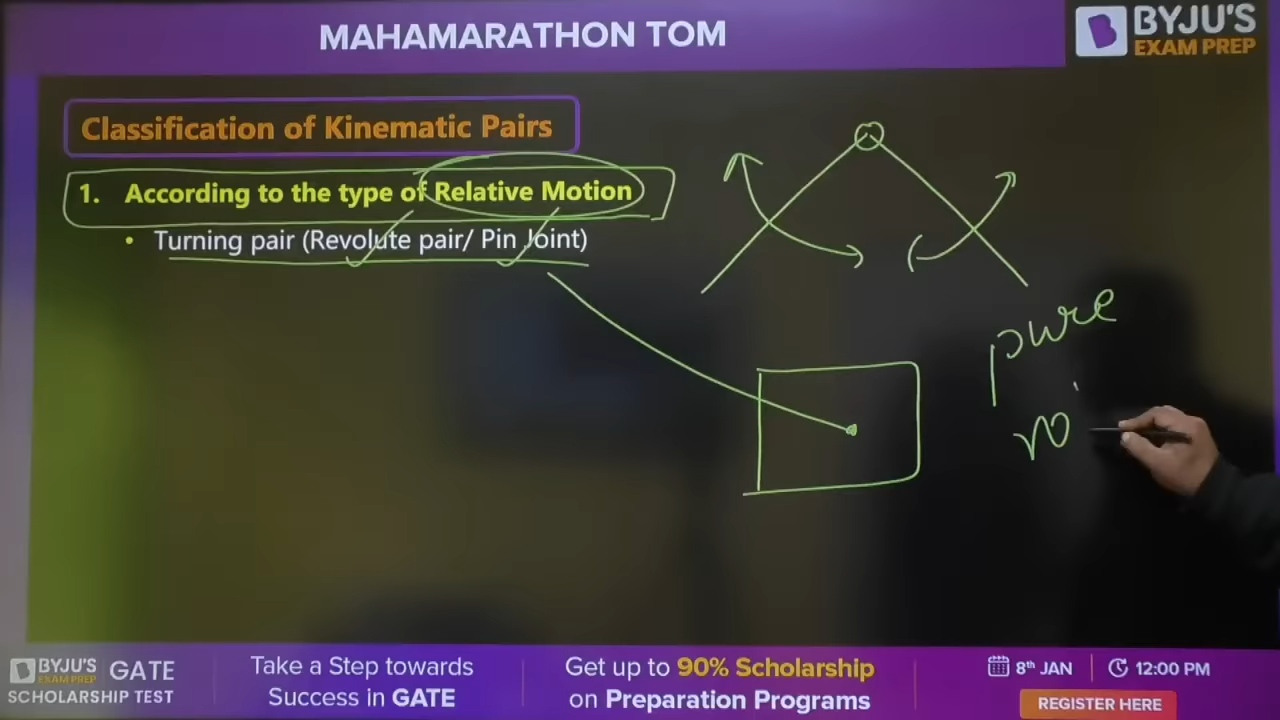 MAHAMARATHON TOM
BYJU'S
EXAM PREP
Classification of Kinematic Pairs
1. According to the type of Relative Motion
• Turning pair (Revolute pair/ Pin Joint)
pure
BYJU'S
EXAM PREP
GATE
SCHOLARSHIP TEST
Take a Step towards
Success in GATE
Get up to 90% Scholarship
on Preparation Programs
8th JAN
12:00 PM
REGISTER HERE